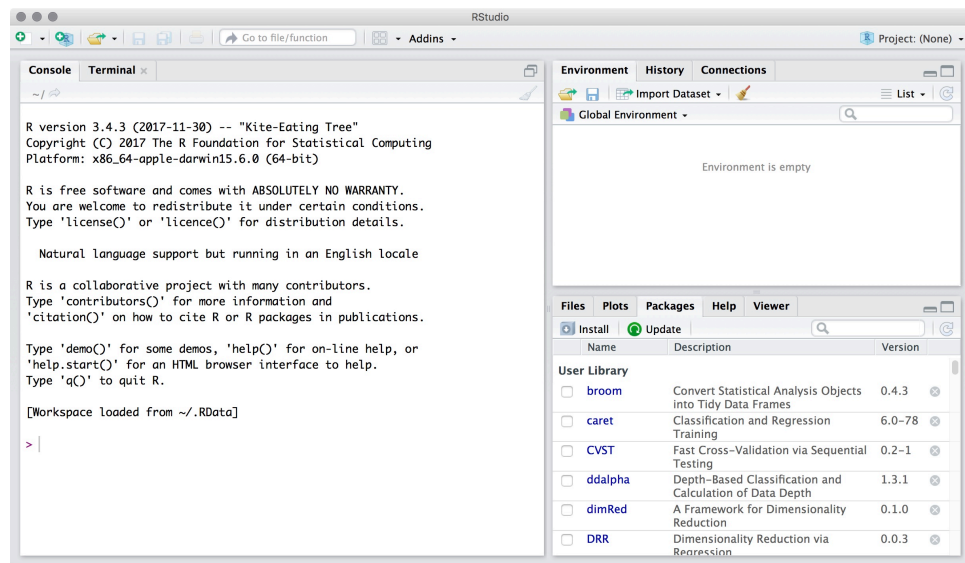 RStudio
Go to file/function
Addins
Project: (None)
Console Terminal
~/
R version 3.4.3 (2017-11-30) -- "Kite-Eating Tree"
Copyright (C) 2017 The R Foundation for Statistical Computing
Platform: x86_64-apple-darwin15.6.0 (64-bit)
R is free software and comes with ABSOLUTELY NO WARRANTY.
You are welcome to redistribute it under certain conditions.
Type 'license()' or 'licence()' for distribution details.
Natural language support but running in an English locale
R is a collaborative project with many contributors.
Type 'contributors()' for more information and
'citation()' on how to cite R or R packages in publications.
Type 'demo()' for some demos, 'help()' for on-line help, or
'help.start()' for an HTML browser interface to help.
Type 'q()' to quit R.
[Workspace loaded from ~/.RData]
>
Environment History Connections
Import Dataset List
Global Environment
Environment is empty
Files Plots Packages Help Viewer
Install Update
Name Description Version
User Library
broom Convert Statistical Analysis Objects 0.4.3
into Tidy Data Frames
caret Classification and Regression 6.0-78
Training
CVST Fast Cross-Validation via Sequential 0.2-1
Testing
ddalpha Depth-Based Classification and 1.3.1
Calculation of Data Depth
dimRed A Framework for Dimensionality 0.1.0
Reduction
DRR Dimensionality Reduction via 0.0.3
Regression